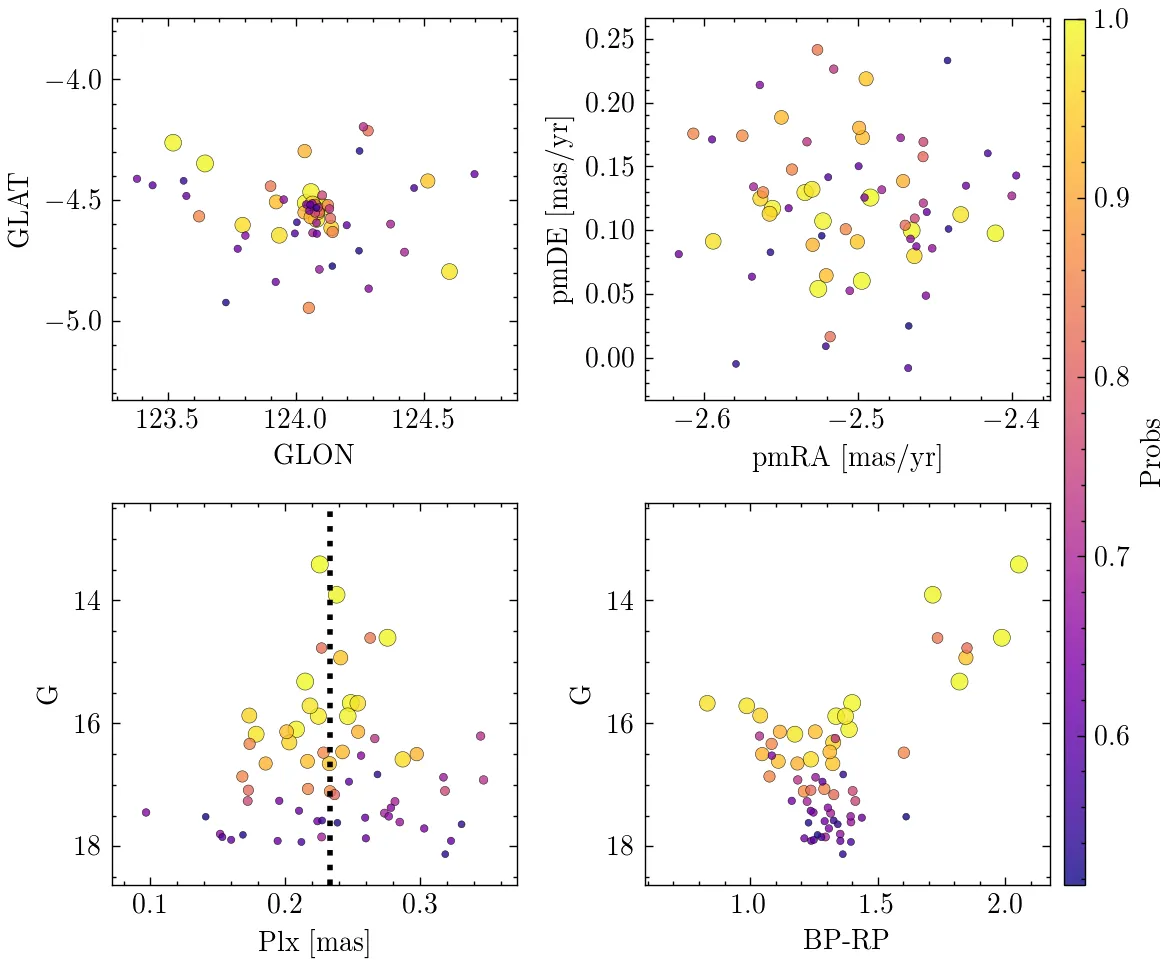 −4.0
−4.5
−5.0
GLAT
123.5 124.0 124.5
GLON
0.25
0.20
0.15
0.10
0.05
0.00
pmDE [mas/yr]
−2.6 −2.5 −2.4
pmRA [mas/yr]
1.0
0.9
0.8
0.7
0.6
Probs
14
16
18
G
0.1 0.2 0.3
Plx [mas]
14
16
18
G
1.0 1.5 2.0
BP-RP